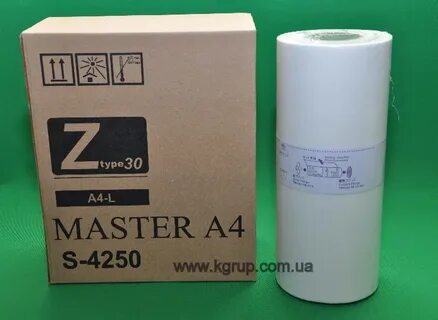 Z type30
A4-L
MASTER A4
S-4250
www.kgrup.com.ua